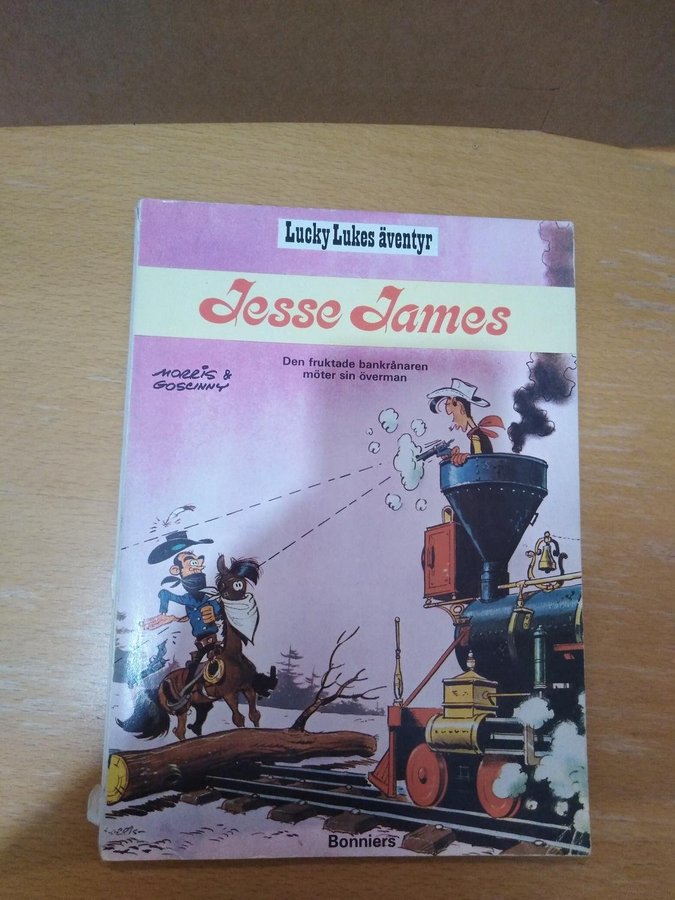 Lucky Lukes äventyr
Jesse James
Den fruktade bankrånaren
möter sin överman
MORRIS &
GOSCINNY
Bonniers